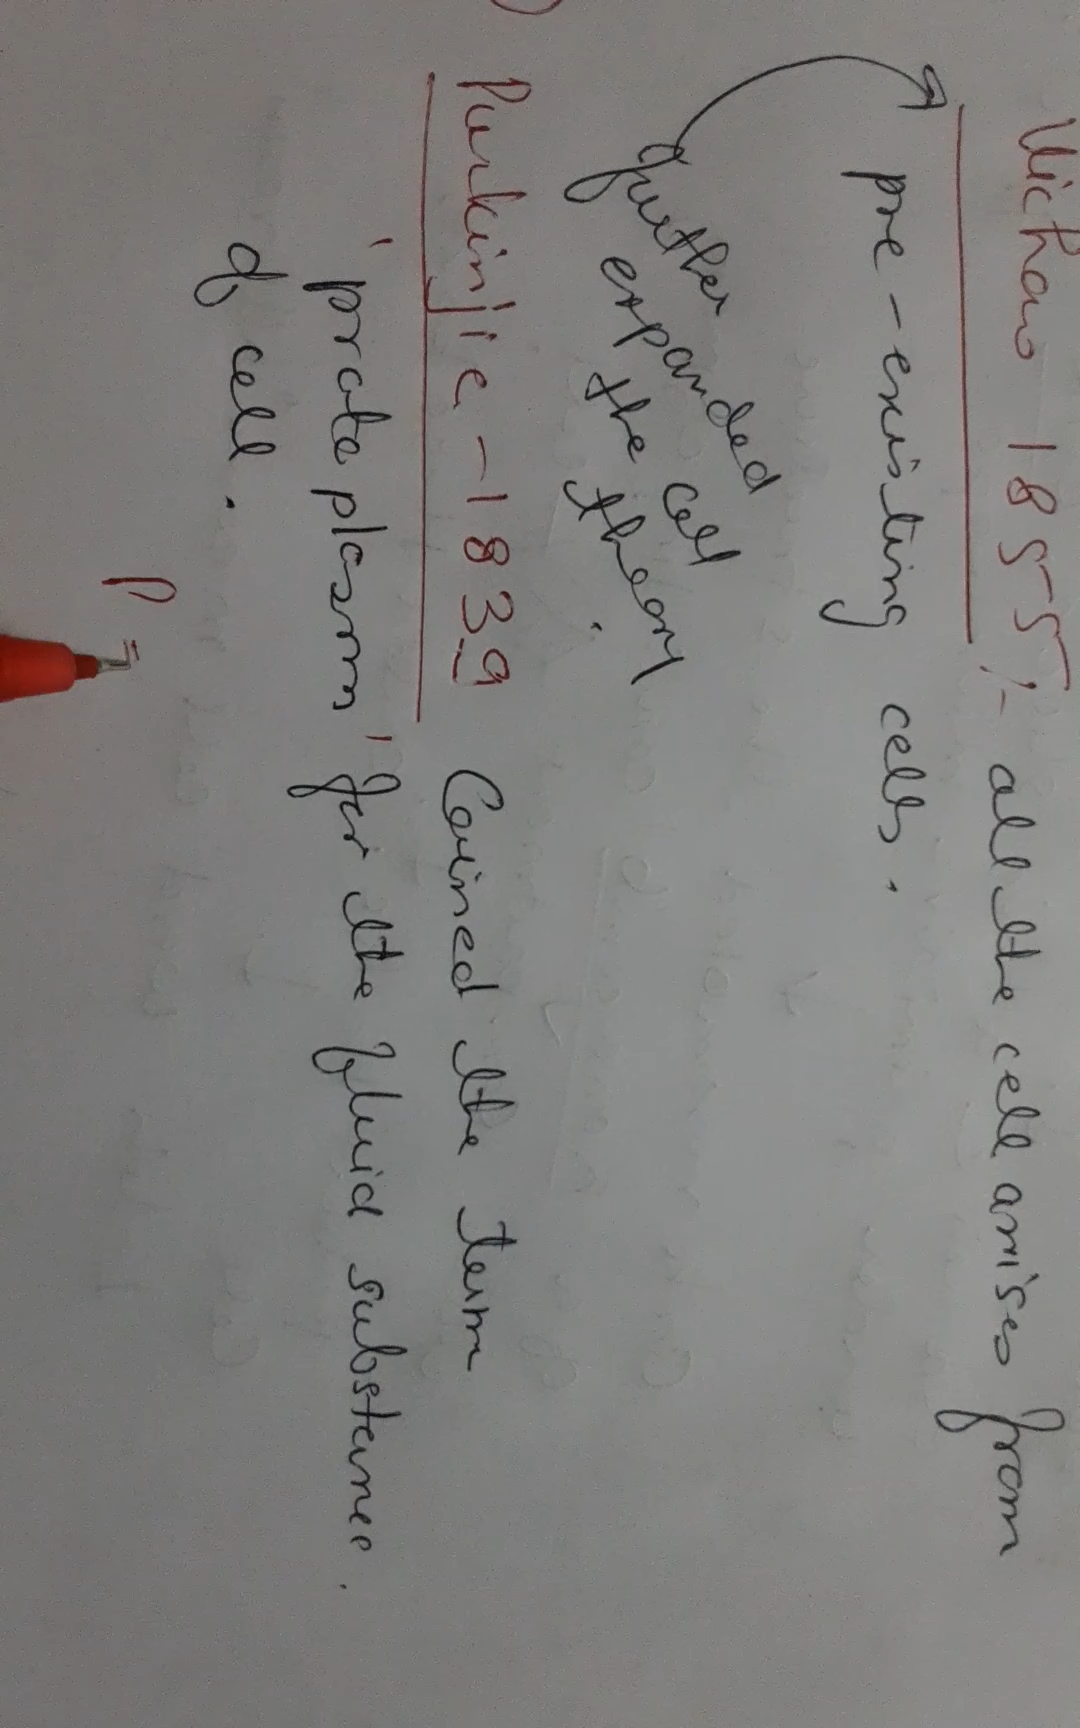 Vichow 1855:- all the cell arises from
pre-existing cells.
further
expanded
the cell
theory.
Purkinjie -1839 Coined the term
'protoplasm' for the fluid substance.
of cell.
P